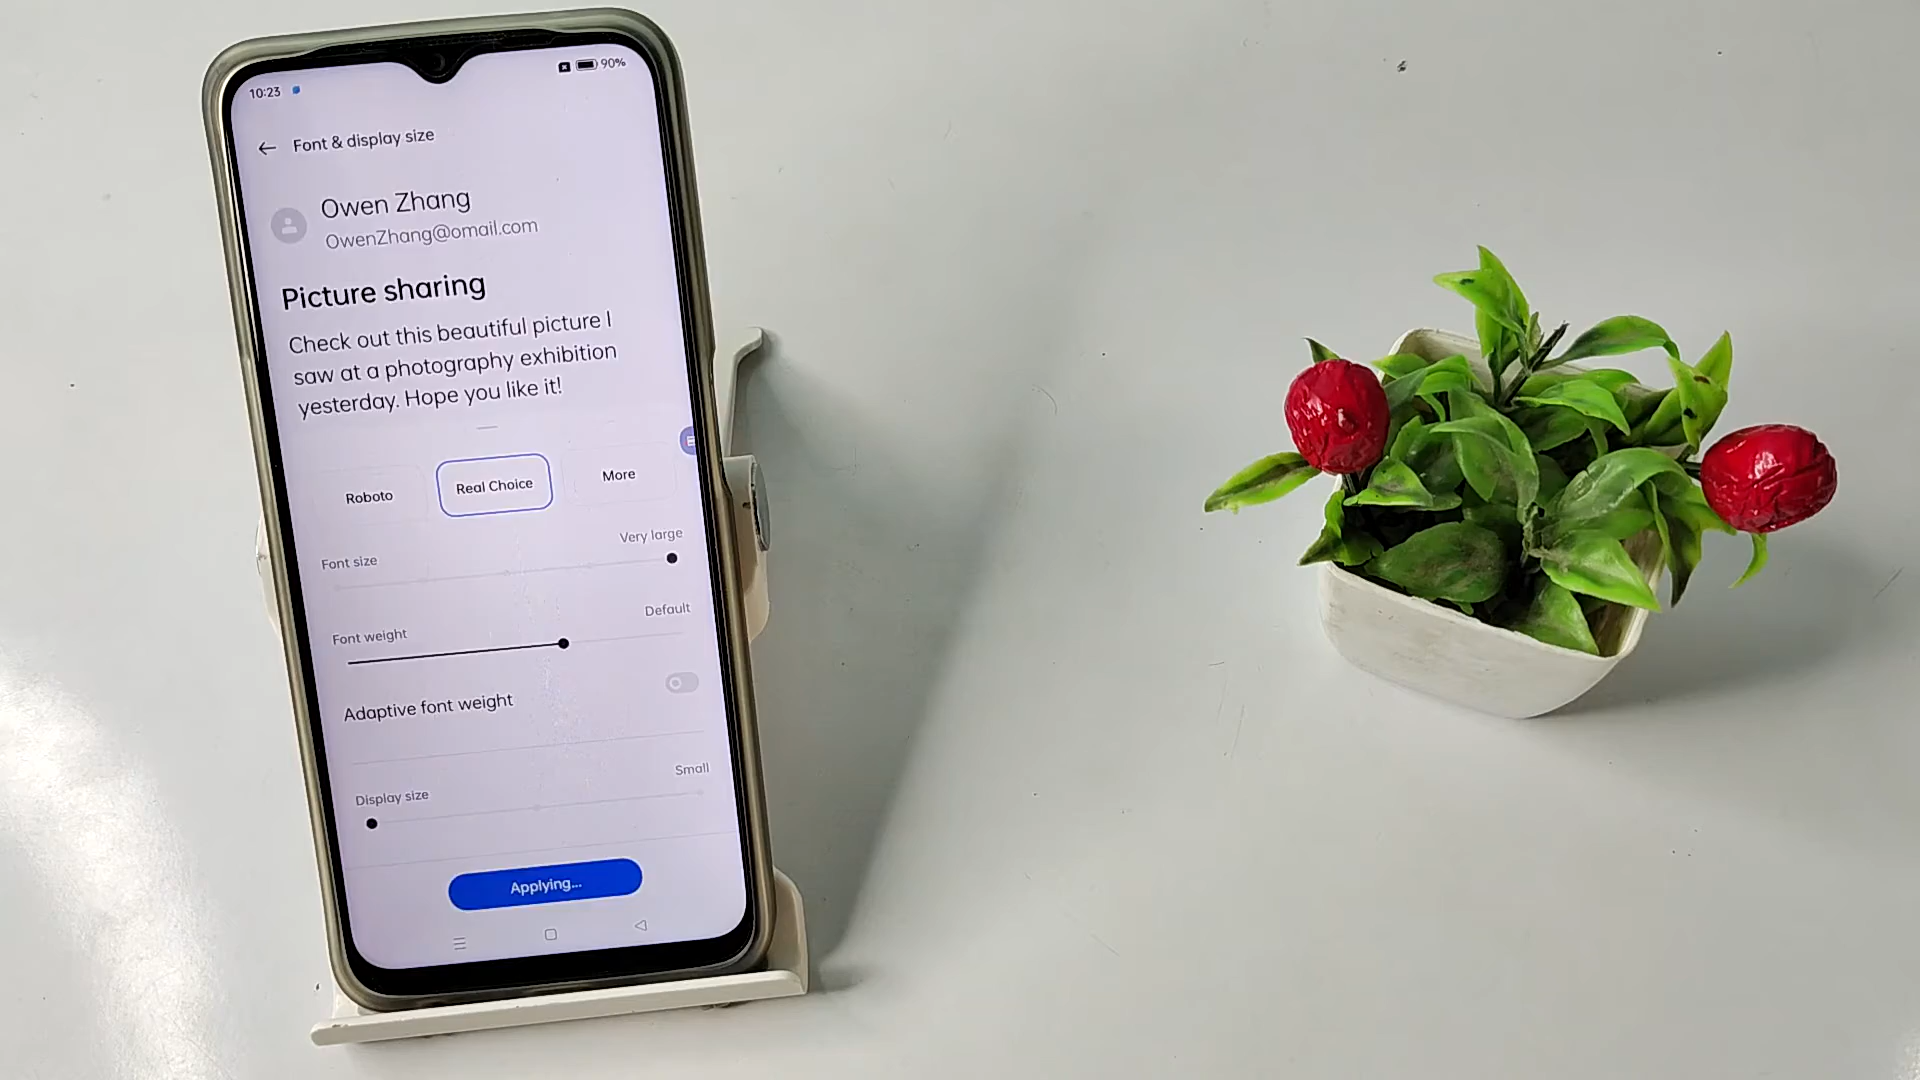 10:23 90%
Font & display size
Owen Zhang
OwenZhang@omail.com
Picture sharing
Check out this beautiful picture I
saw at a photography exhibition
yesterday. Hope you like it!
Roboto Real Choice More
Font size Very large
Font weight Default
Adaptive font weight
Display size Small
Applying...